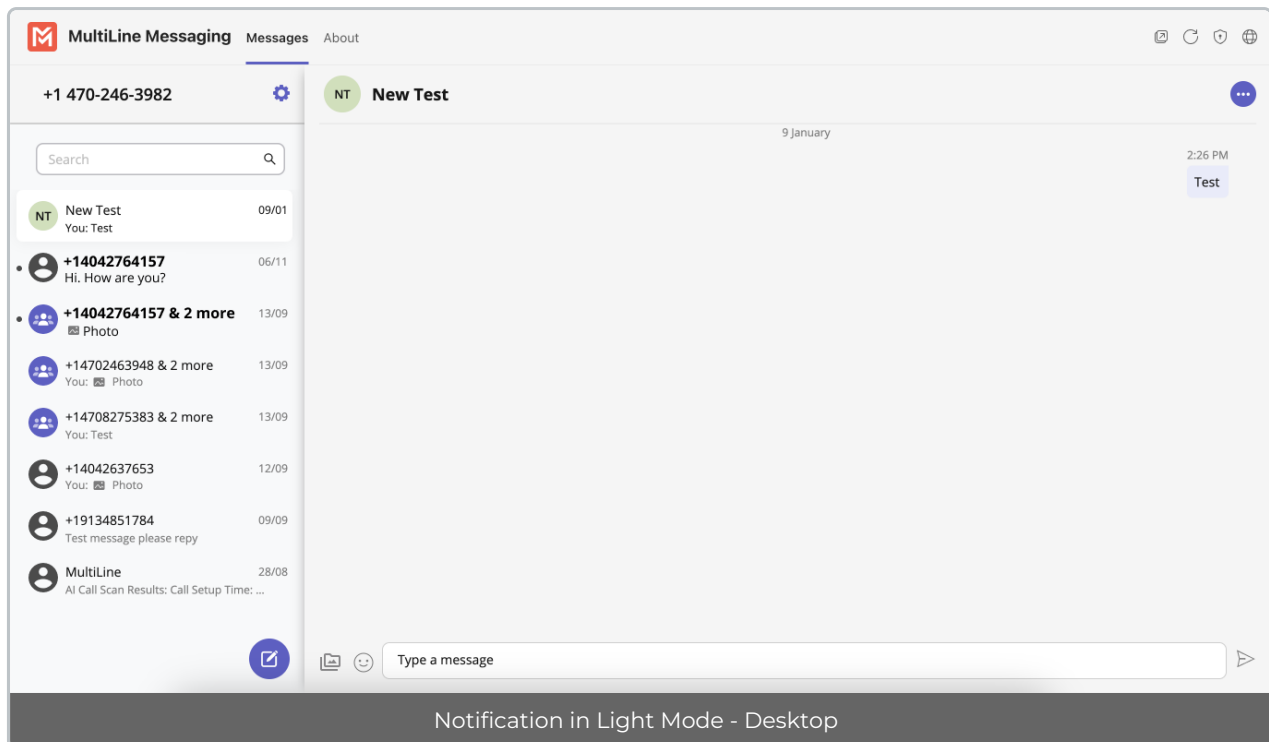 MultiLine Messaging Messages About
+1 470-246-3982
NT New Test
9 January
2:26 PM
Test
Search
NT New Test 09/01
You: Test
+14042764157 06/11
Hi. How are you?
+14042764157 & 2 more 13/09
Photo
+14702463948 & 2 more 13/09
You: Photo
+14708275383 & 2 more 13/09
You: Test
+14042637653 12/09
You: Photo
+19134851784 09/09
Test message please repy
MultiLine 28/08
AI Call Scan Results: Call Setup Time: ...
Type a message
Notification in Light Mode - Desktop